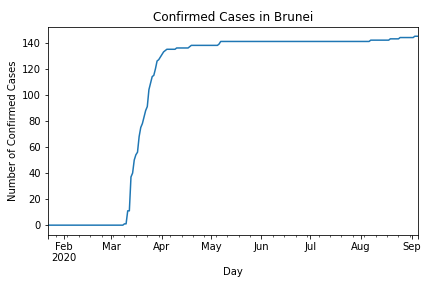 Confirmed Cases in Brunei
140
120
100
80
60
40
20
0
Number of Confirmed Cases
Feb Mar Apr May Jun Jul Aug Sep
2020
Day